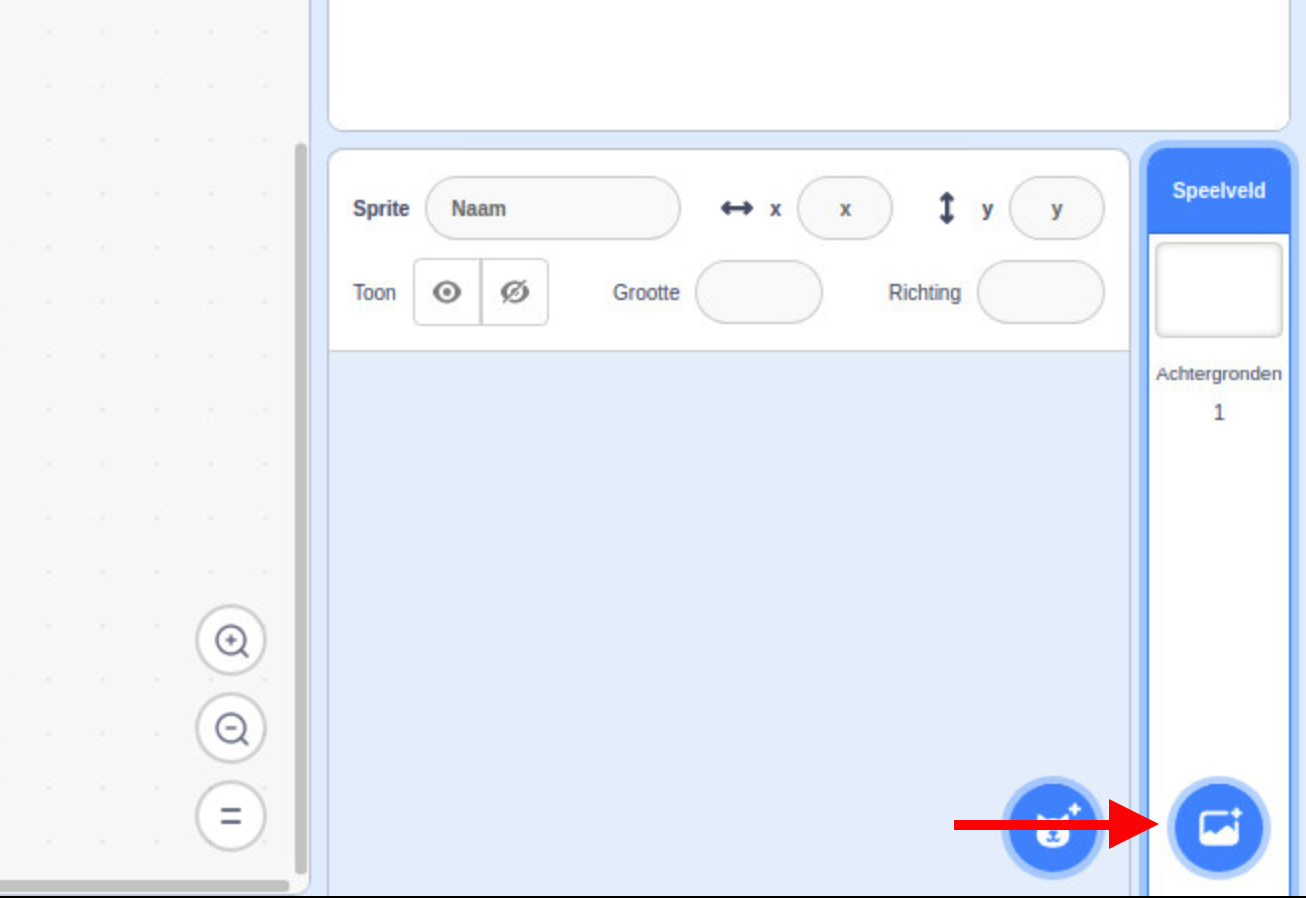 Speelveld
Sprite Naam x x y y
Toon Grootte Richting
Achtergronden
1